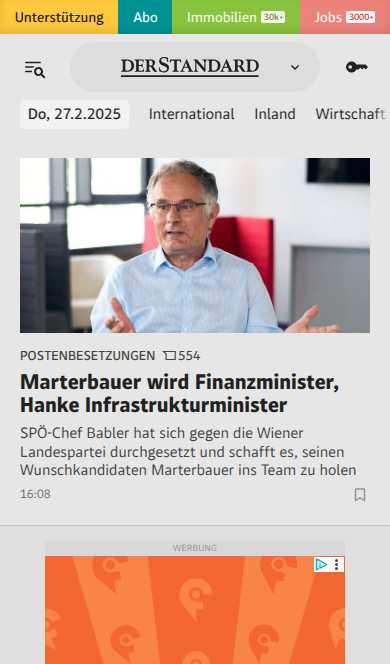 Unterstützung Abo Immobilien 30k+ Jobs 3000+
DERSTANDARD
Do, 27.2.2025 International Inland Wirtschaft
POSTENBESETZUNGEN 554
Marterbauer wird Finanzminister,
Hanke Infrastrukturminister
SPÖ-Chef Babler hat sich gegen die Wiener
Landespartei durchgesetzt und schafft es, seinen
Wunschkandidaten Marterbauer ins Team zu holen
16:08
WERBUNG